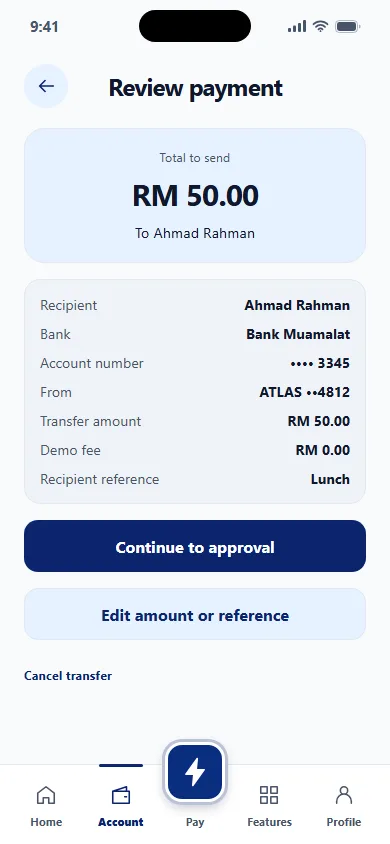 9:41
Review payment
Total to send
RM 50.00
To Ahmad Rahman
Recipient Ahmad Rahman
Bank Bank Muamalat
Account number •••• 3345
From ATLAS ••4812
Transfer amount RM 50.00
Demo fee RM 0.00
Recipient reference Lunch
Continue to approval
Edit amount or reference
Cancel transfer
Home Account Pay Features Profile